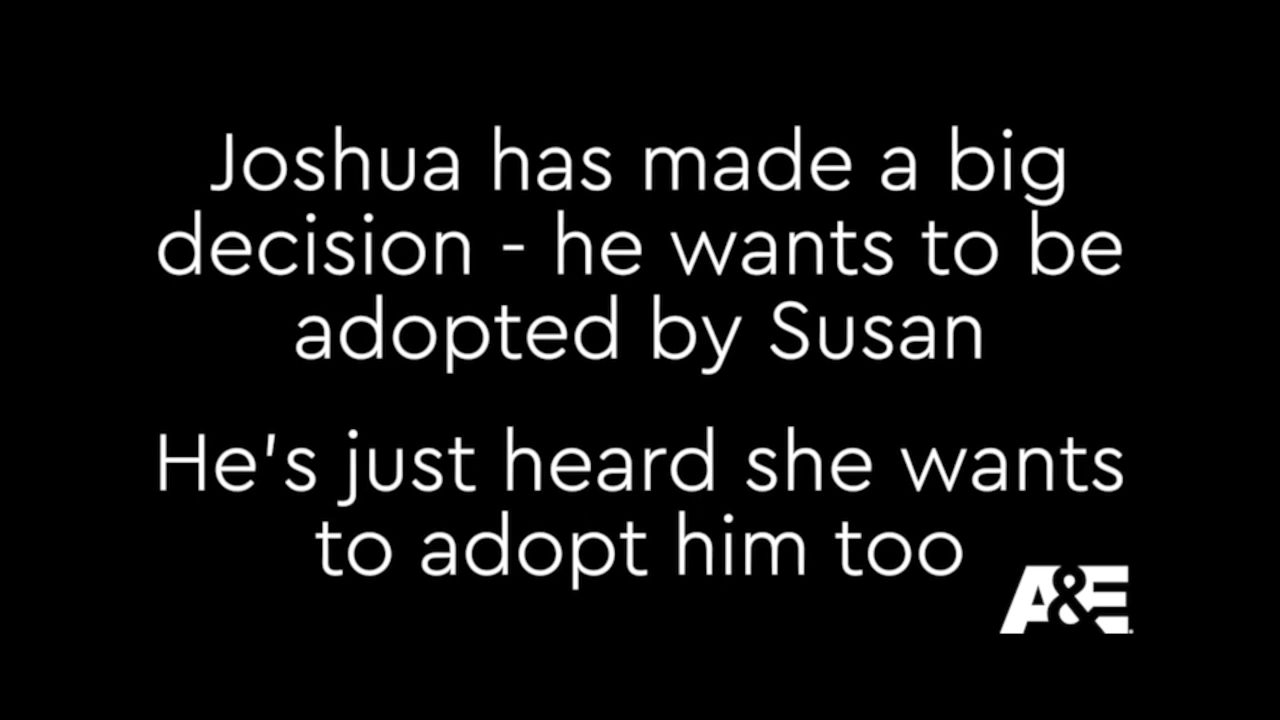 Joshua has made a big
decision - he wants to be
adopted by Susan
He's just heard she wants
to adopt him too
A&E